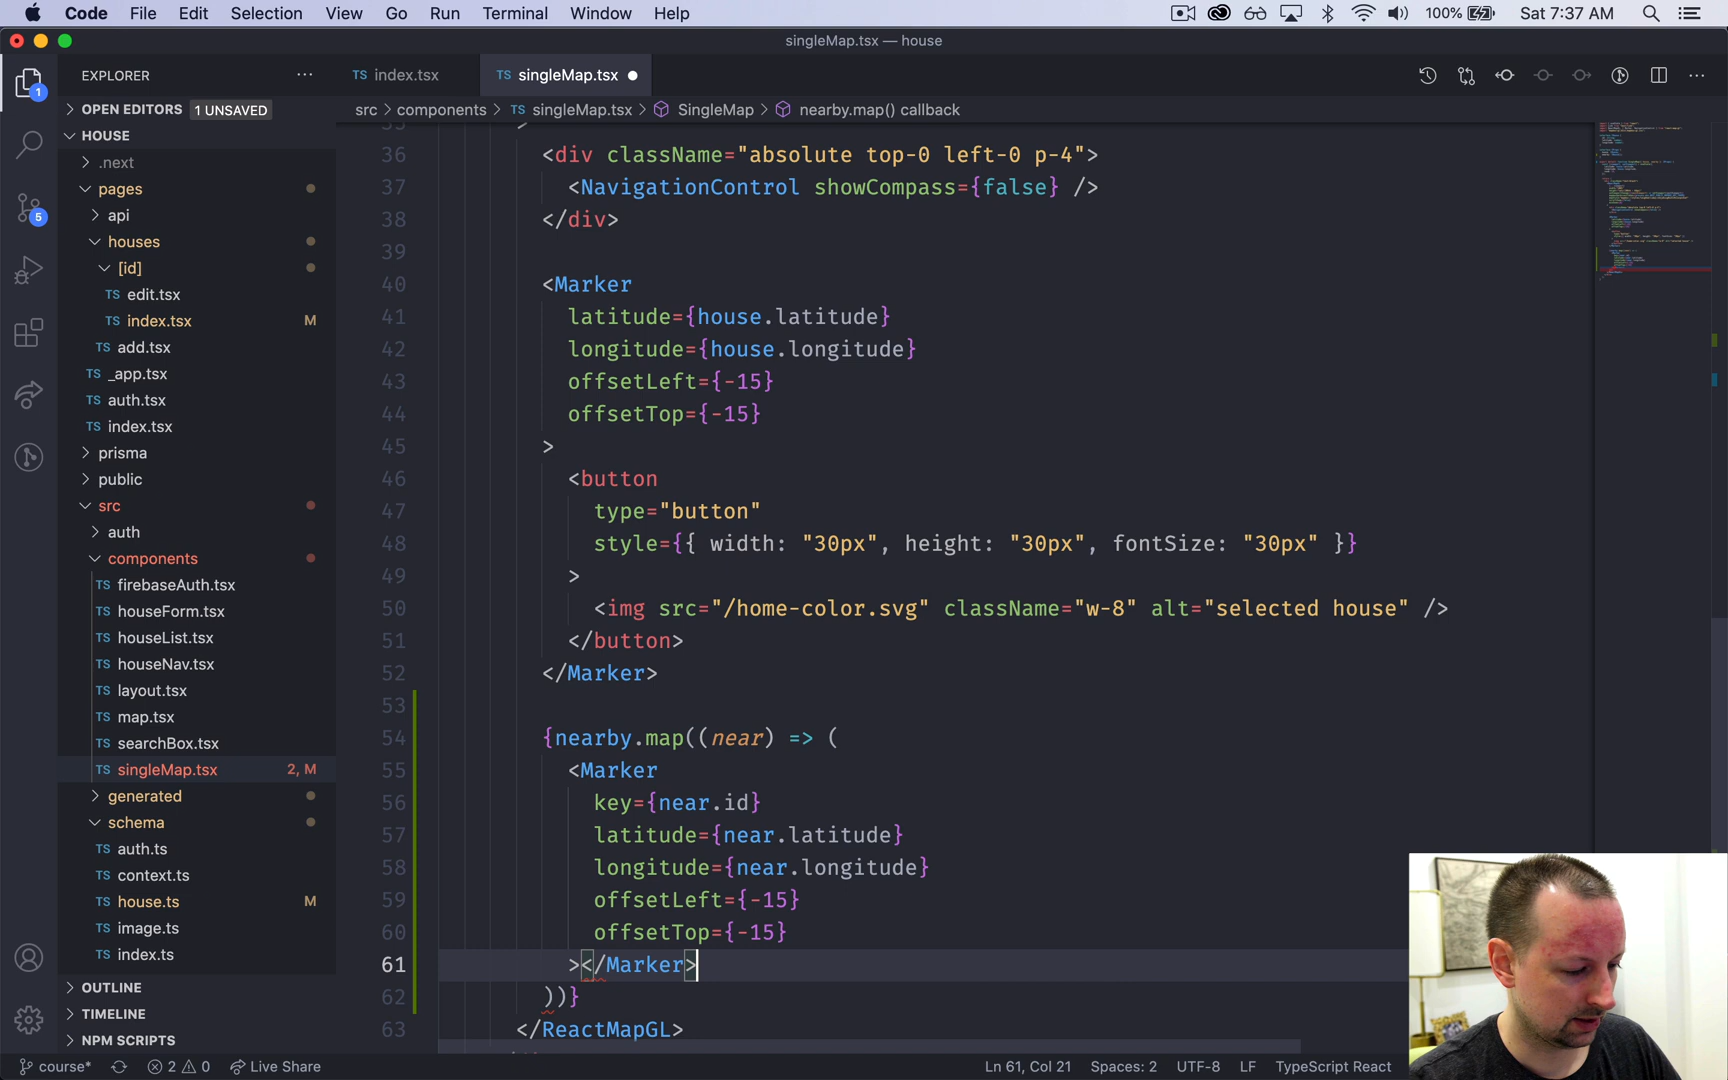 Code File Edit Selection View Go Run Terminal Window Help 100% Sat 7:37 AM
singleMap.tsx — house
EXPLORER ··· TS index.tsx TS singleMap.tsx
OPEN EDITORS 1 UNSAVED
src > components > TS singleMap.tsx > SingleMap > nearby.map() callback
HOUSE
.next
pages
api
houses
[id]
TS edit.tsx
TS index.tsx M
TS add.tsx
TS _app.tsx
TS auth.tsx
TS index.tsx
prisma
public
src
auth
components
TS firebaseAuth.tsx
TS houseForm.tsx
TS houseList.tsx
TS houseNav.tsx
TS layout.tsx
TS map.tsx
TS searchBox.tsx
TS singleMap.tsx 2, M
generated
schema
TS auth.ts
TS context.ts
TS house.ts M
TS image.ts
TS index.ts
OUTLINE
TIMELINE
NPM SCRIPTS
1
5
36 <div className="absolute top-0 left-0 p-4">
37 <NavigationControl showCompass={false} />
38 </div>
39
40 <Marker
41 latitude={house.latitude}
42 longitude={house.longitude}
43 offsetLeft={-15}
44 offsetTop={-15}
45 >
46 <button
47 type="button"
48 style={{ width: "30px", height: "30px", fontSize: "30px" }}
49 >
50 <img src="/home-color.svg" className="w-8" alt="selected house" />
51 </button>
52 </Marker>
53
54 {nearby.map((near) => (
55 <Marker
56 key={near.id}
57 latitude={near.latitude}
58 longitude={near.longitude}
59 offsetLeft={-15}
60 offsetTop={-15}
61 ></Marker>
62 ))}
63 </ReactMapGL>
course* 2 0 Live Share Ln 61, Col 21 Spaces: 2 UTF-8 LF TypeScript React